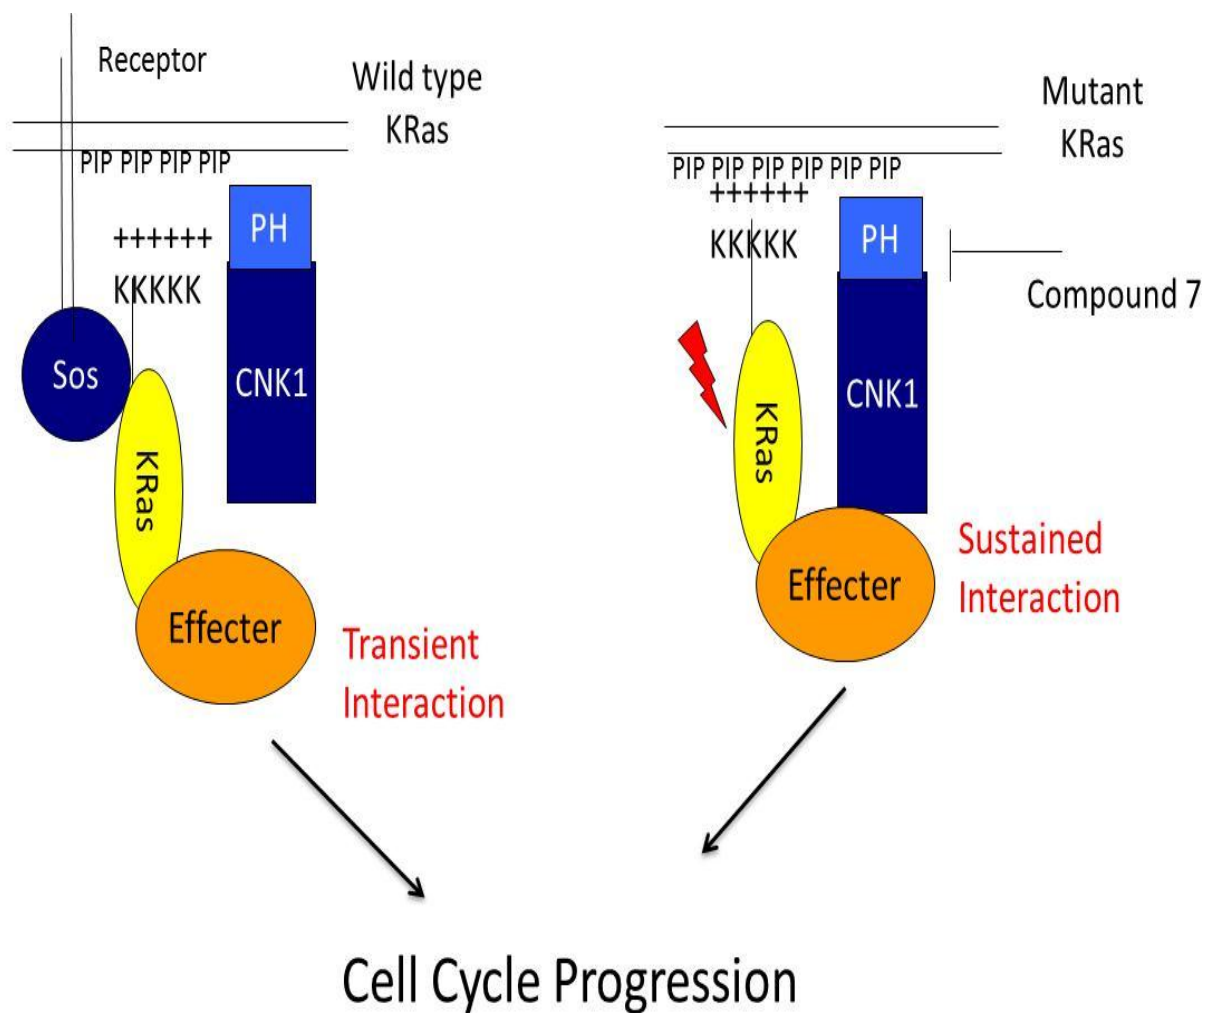 Receptor
Wild type
KRas
PIP PIP PIP PIP
PH
++++++
KKKKK
Sos
CNK1
KRas
Effecter
Transient
Interaction
Mutant
KRas
PIP PIP PIP PIP PIP PIP
++++++
KKKKK
PH
Compound 7
CNK1
KRas
Effecter
Sustained
Interaction
Cell Cycle Progression